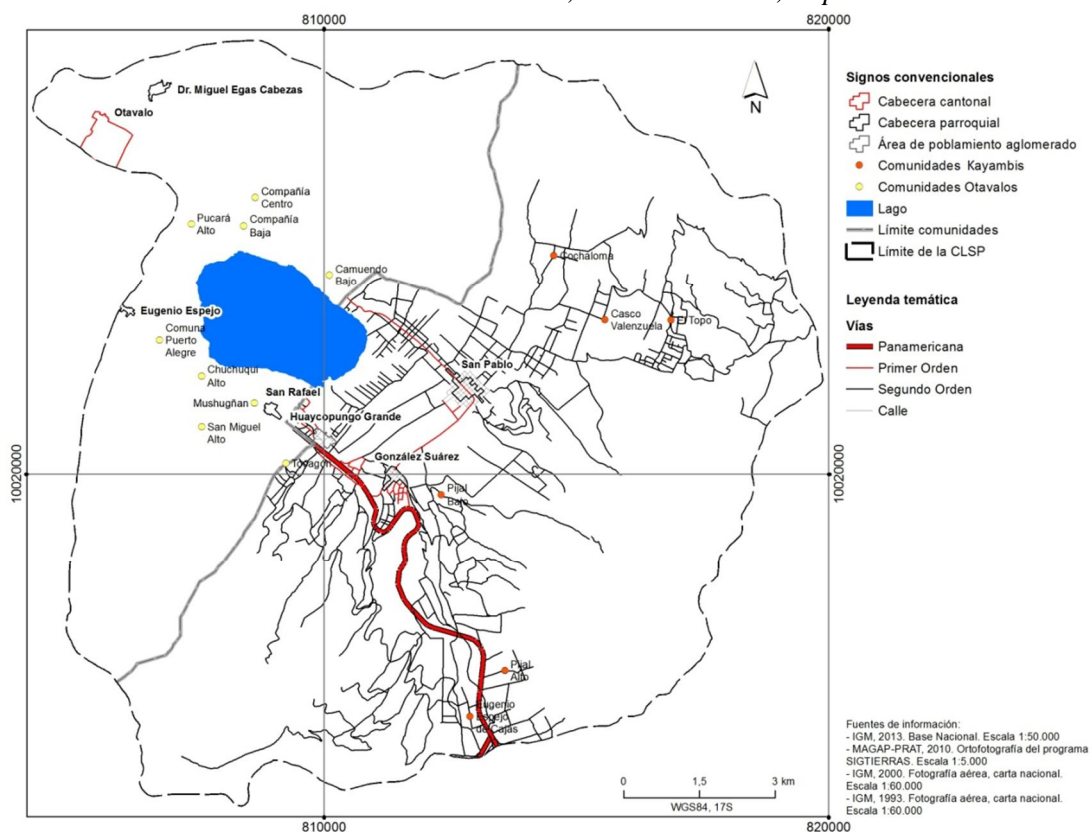 810000
820000
Dr. Miguel Egas Cabezas
Otavalo
N
Compañía
Centro
Pucará
Alto
Compañía
Baja
Camuendo
Bajo
Cochaloma
Eugenio Espejo
Comuna
Puerto
Alegre
Casco
Valenzuela
El Topo
Chuchuquí
Alto
San Pablo
San Rafael
Mushugñan
Huaycopungo Grande
San Miguel
Alto
Tocagón
González Suárez
Pijal
Bajo
Pijal
Alto
Eugenio
Espejo
de Cajas
10020000
10020000
0 1,5 3 km
WGS84, 17S
810000
820000
Signos convencionales
Cabecera cantonal
Cabecera parroquial
Área de poblamiento aglomerado
Comunidades Kayambis
Comunidades Otavalos
Lago
Límite comunidades
Límite de la CLSP
Leyenda temática
Vías
Panamericana
Primer Orden
Segundo Orden
Calle
Fuentes de información:
- IGM, 2013. Base Nacional. Escala 1:50.000
- MAGAP-PRAT, 2010. Ortofotografía del programa
SIGTIERRAS. Escala 1:5.000
- IGM, 2000. Fotografía aérea, carta nacional.
Escala 1:60.000
- IGM, 1993. Fotografía aérea, carta nacional.
Escala 1:60.000